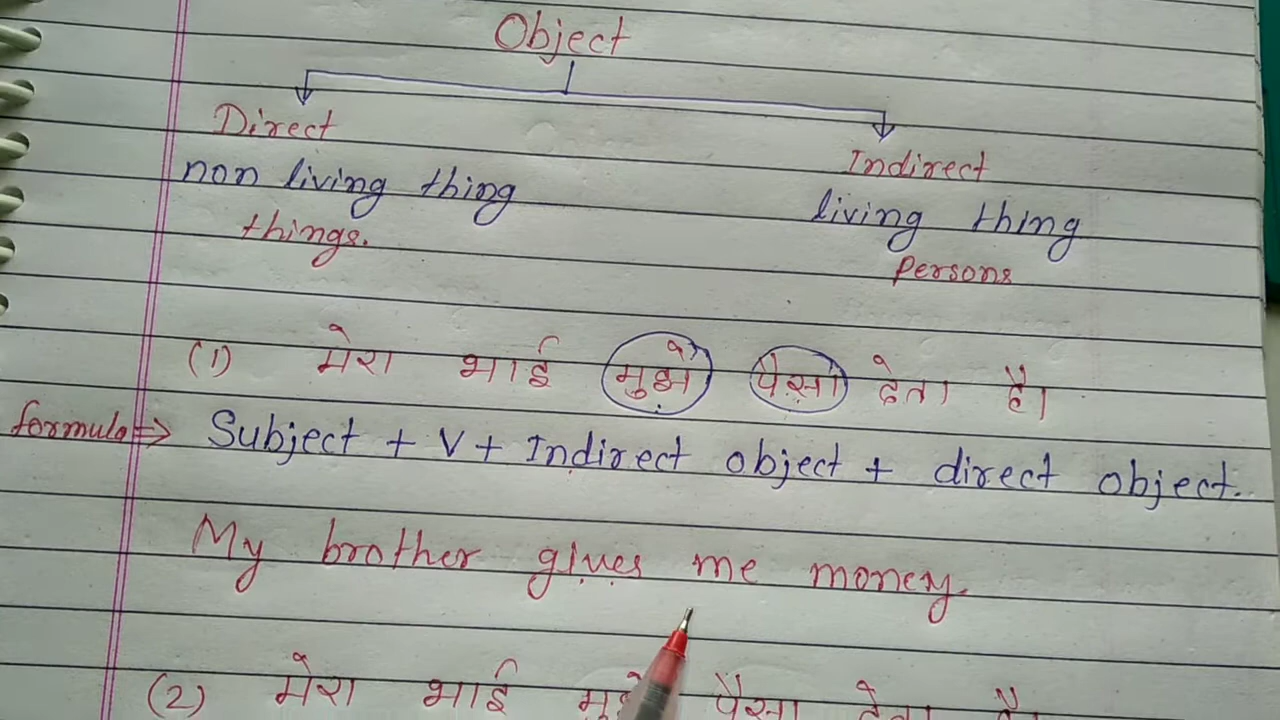 Object
Direct
Indirect
non living thing
living thing
things.
Persons
(1) मेरा भाई मुझे पैसा देता है।
formula ⇒ Subject + V + Indirect object + direct object.
My brother gives me money.
(2) मेरा भाई मुझे पैसा देता है